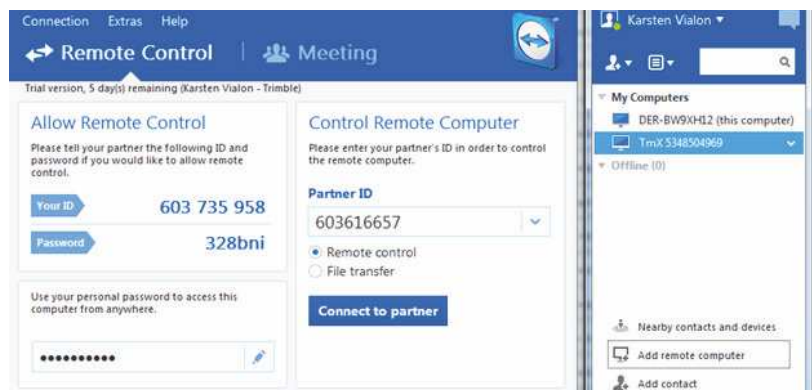 Connection Extras Help
Remote Control
Meeting
Trial version, 5 day(s) remaining (Karsten Vialon - Trimble)
Allow Remote Control
Please tell your partner the following ID and
password if you would like to allow remote
control.
Your ID 603 735 958
Password 328bni
Use your personal password to access this
computer from anywhere.
Control Remote Computer
Please enter your partner's ID in order to control
the remote computer.
Partner ID
603616657
Remote control
File transfer
Connect to partner
Karsten Vialon
My Computers
DER-BW9XH12 (this computer)
TmX 5348504969
Offline (0)
Nearby contacts and devices
Add remote computer
Add contact